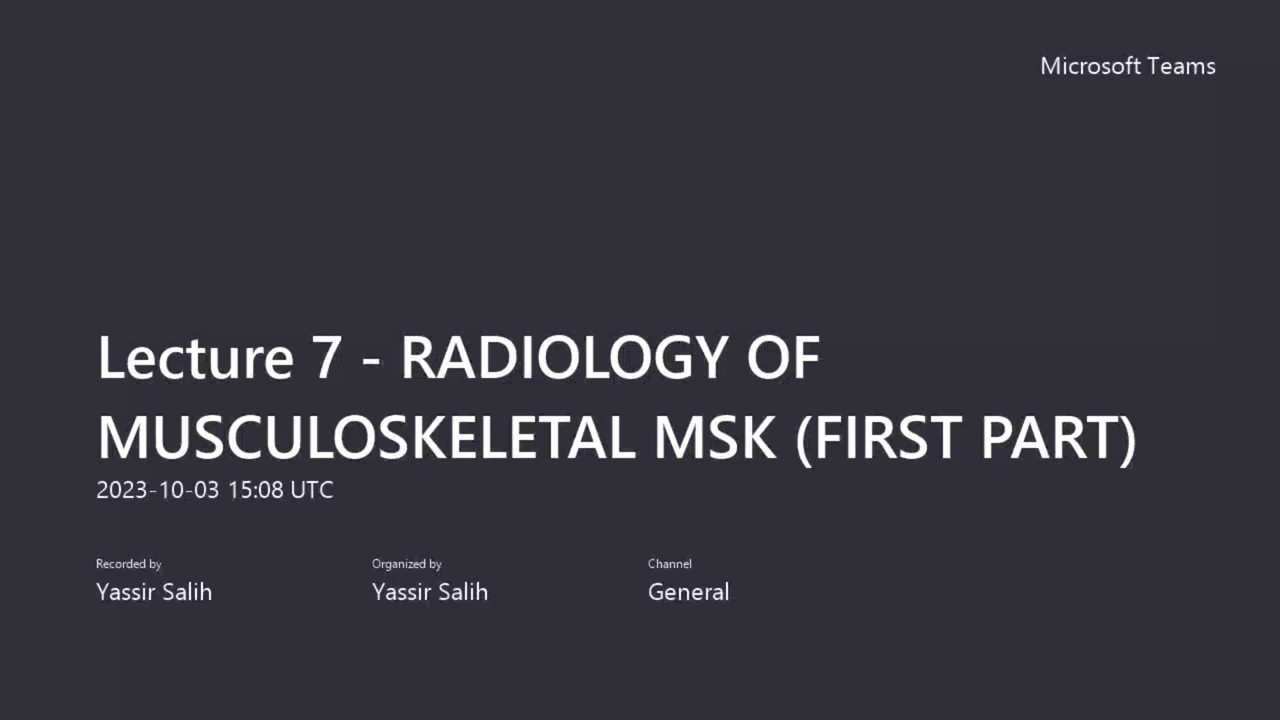 Microsoft Teams
Lecture 7 - RADIOLOGY OF
MUSCULOSKELETAL MSK (FIRST PART)
2023-10-03 15:08 UTC
Recorded by
Yassir Salih
Organized by
Yassir Salih
Channel
General